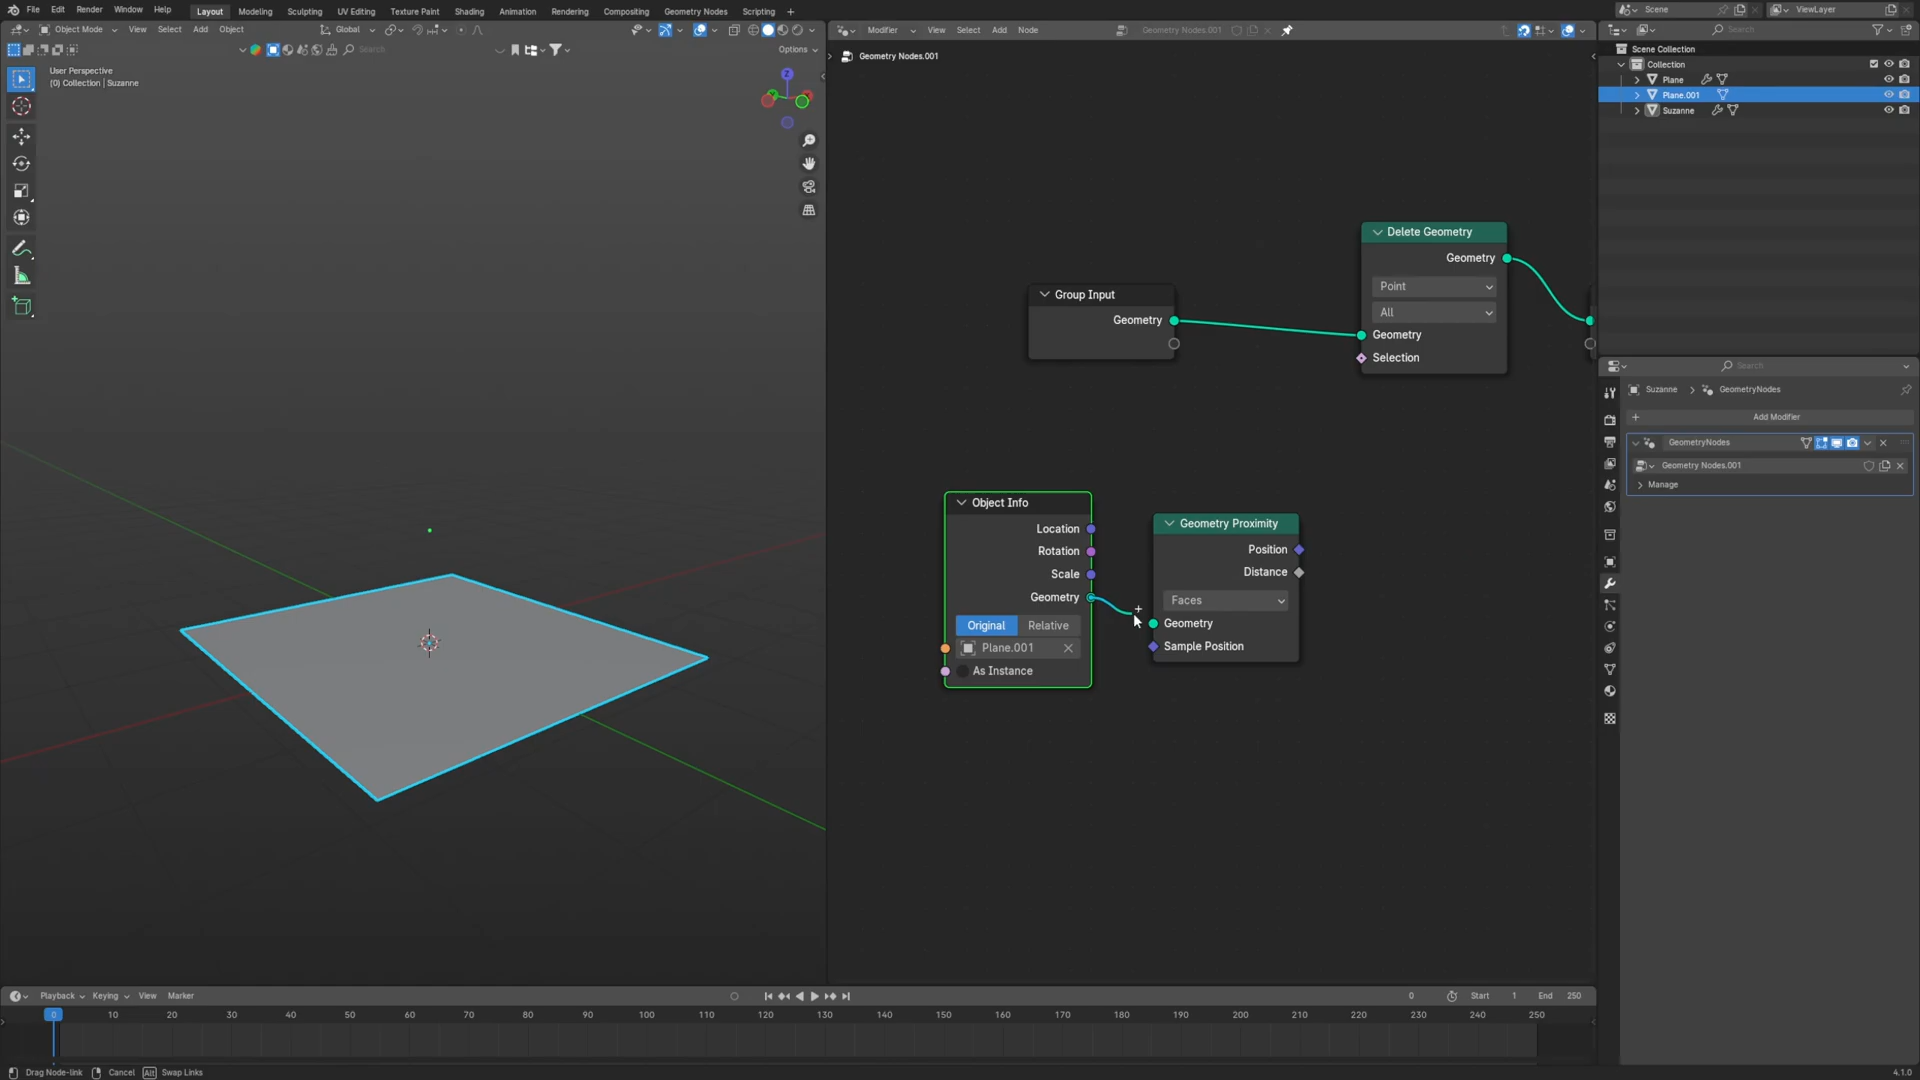 File Edit Render Window Help Layout Modeling Sculpting UV Editing Texture Paint Shading Animation Rendering Compositing Geometry Nodes Scripting +
Scene ViewLayer
Object Mode View Select Add Object Global
Modifier View Select Add Node Geometry Nodes.001
Search
Search
Options
User Perspective
(0) Collection | Suzanne
Z
Geometry Nodes.001
Scene Collection
Collection
Plane
Plane.001
Suzanne
Delete Geometry
Geometry
Point
All
Geometry
Selection
Group Input
Geometry
Search
Suzanne > GeometryNodes
+ Add Modifier
GeometryNodes
Geometry Nodes.001
Manage
Object Info
Location
Rotation
Scale
Geometry
Original Relative
Plane.001
As Instance
Geometry Proximity
Position
Distance
Faces
Geometry
Sample Position
Playback Keying View Marker
0 Start 1 End 250
0 10 20 30 40 50 60 70 80 90 100 110 120 130 140 150 160 170 180 190 200 210 220 230 240 250
Drag Node-link Cancel Alt Swap Links
4.1.0